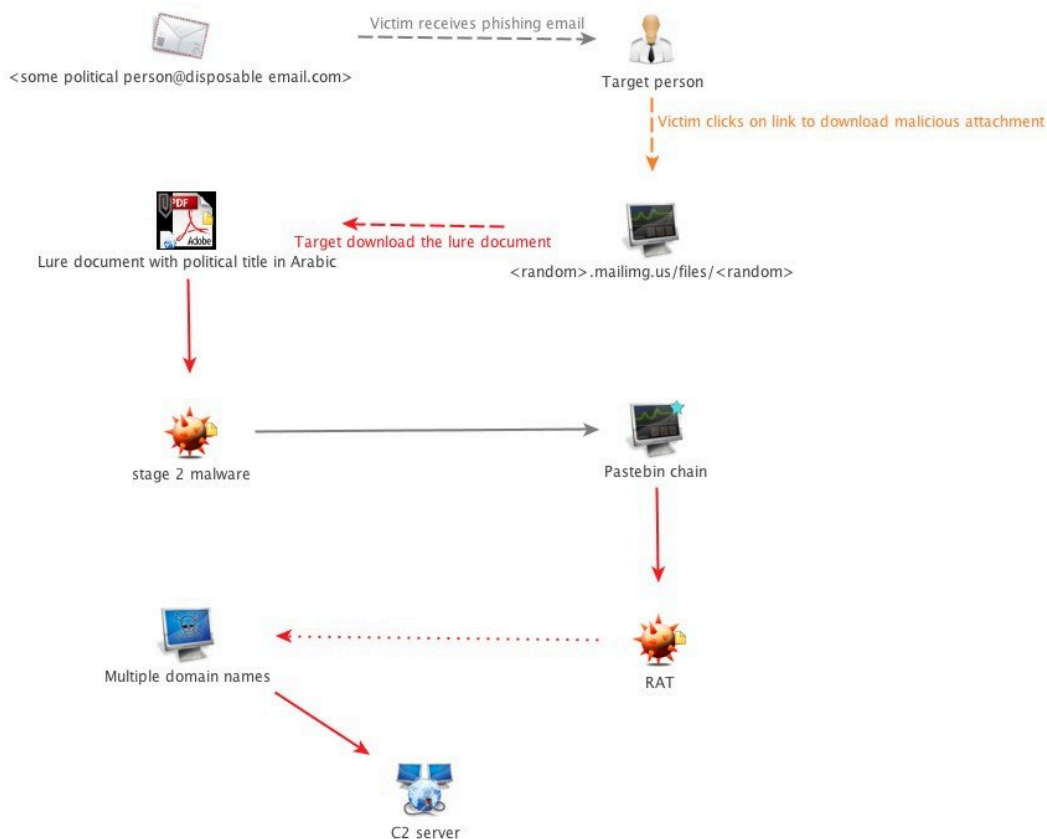 Victim receives phishing email
<some political person@disposable email.com>
Target person
Victim clicks on link to download malicious attachment
PDF
Adobe
Target download the lure document
Lure document with political title in Arabic
<random>.mailimg.us/files/<random>
stage 2 malware
Pastebin chain
Multiple domain names
RAT
C2 server